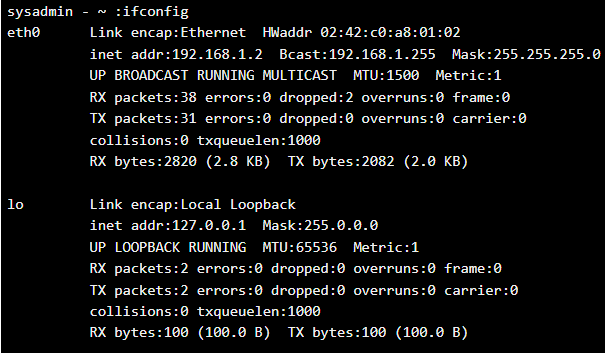 sysadmin - ~ :ifconfig
eth0 Link encap:Ethernet HWaddr 02:42:c0:a8:01:02
inet addr:192.168.1.2 Bcast:192.168.1.255 Mask:255.255.255.0
UP BROADCAST RUNNING MULTICAST MTU:1500 Metric:1
RX packets:38 errors:0 dropped:2 overruns:0 frame:0
TX packets:31 errors:0 dropped:0 overruns:0 carrier:0
collisions:0 txqueuelen:1000
RX bytes:2820 (2.8 KB) TX bytes:2082 (2.0 KB)
lo Link encap:Local Loopback
inet addr:127.0.0.1 Mask:255.0.0.0
UP LOOPBACK RUNNING MTU:65536 Metric:1
RX packets:2 errors:0 dropped:0 overruns:0 frame:0
TX packets:2 errors:0 dropped:0 overruns:0 carrier:0
collisions:0 txqueuelen:1000
RX bytes:100 (100.0 B) TX bytes:100 (100.0 B)